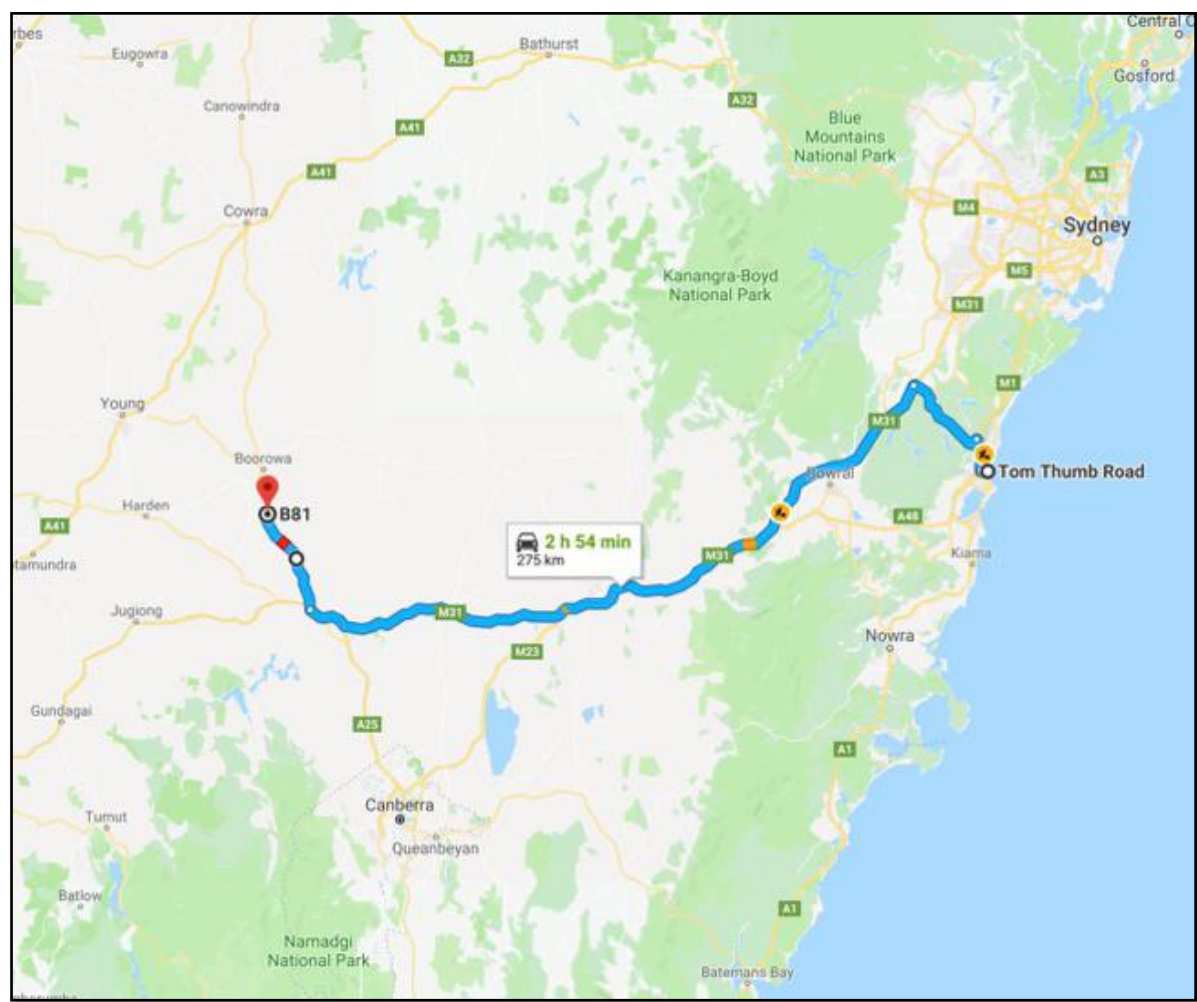 Central C
rbes
Eugowra
A32
Bathurst
Gosford
Canowindra
A32
A41
Blue
Mountains
National Park
A41
A3
Cowra
M4
Sydney
M5
Kanangra-Boyd
National Park
M31
M1
Young
M31
Boorowa
Bowral
Tom Thumb Road
Harden
B81
A48
A41
2 h 54 min
275 km
M31
Kiama
tamundra
Jugiong
M31
Nowra
M23
Gundagai
A25
A1
Canberra
Tumut
Queanbeyan
Batlow
A1
Namadgi
National Park
Batemans Bay